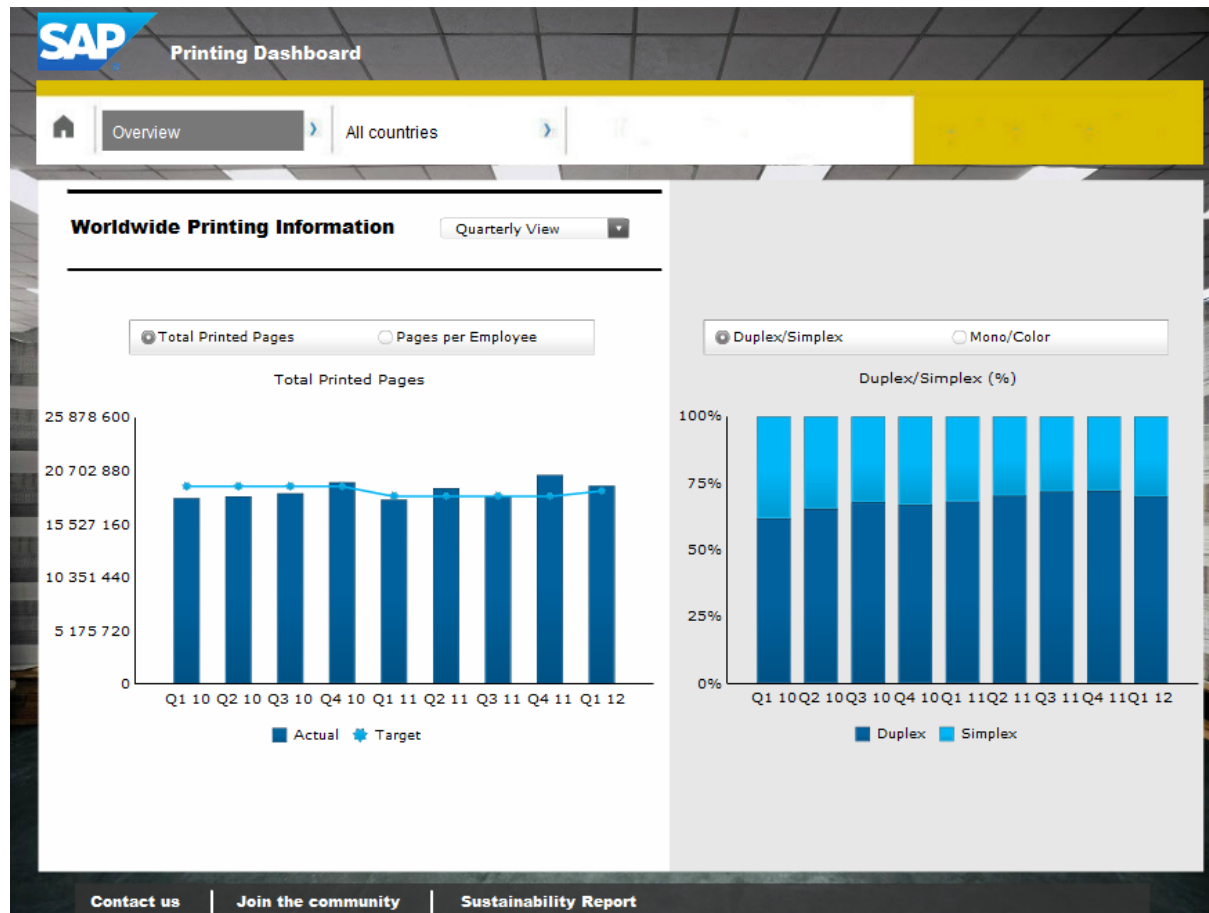 SAP
Printing Dashboard
Overview
All countries
Worldwide Printing Information
Quarterly View
Total Printed Pages
Pages per Employee
Total Printed Pages
25 878 600
20 702 880
15 527 160
10 351 440
5 175 720
0
Q1 10 Q2 10 Q3 10 Q4 10 Q1 11 Q2 11 Q3 11 Q4 11 Q1 12
Actual Target
Duplex/Simplex
Mono/Color
Duplex/Simplex (%)
100%
75%
50%
25%
0%
Q1 10 Q2 10 Q3 10 Q4 10 Q1 11 Q2 11 Q3 11 Q4 11 Q1 12
Duplex Simplex
Contact us
Join the community
Sustainability Report